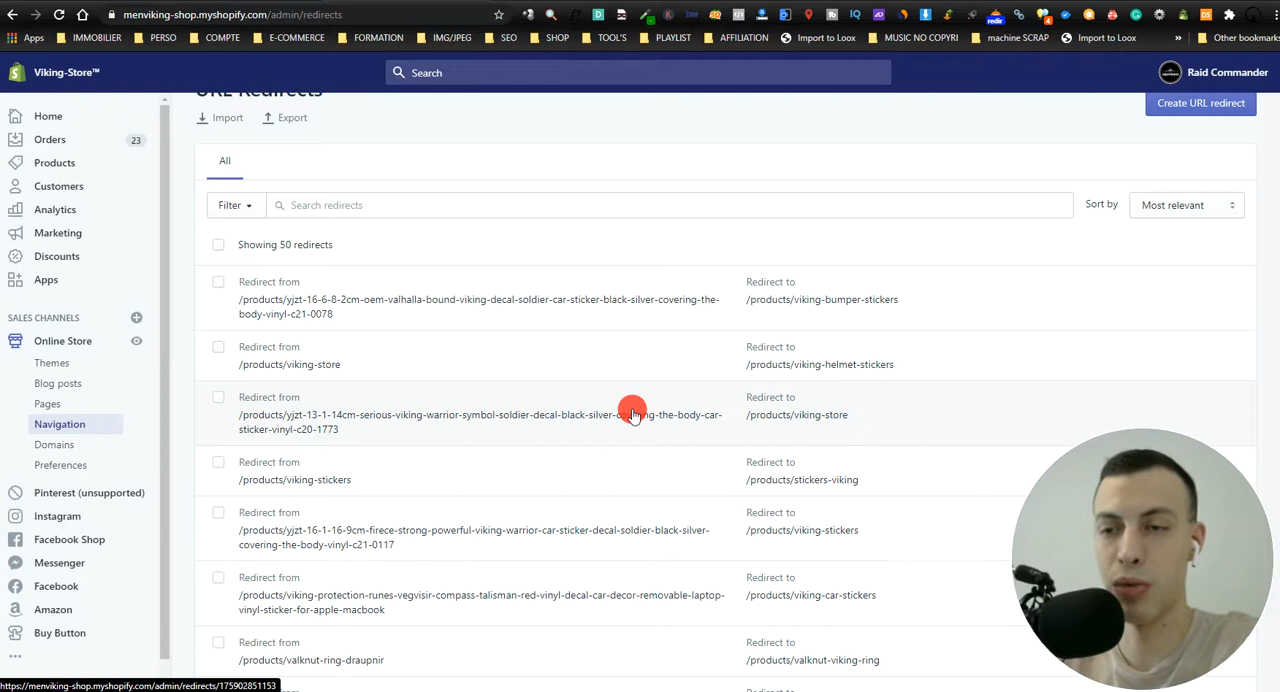 menviking-shop.myshopify.com/admin/redirects
Apps IMMOBILIER PERSO COMPTE E-COMMERCE FORMATION IMG/JPEG SEO SHOP TOOL'S PLAYLIST AFFILIATION Import to Loox MUSIC NO COPYRI machine SCRAP Import to Loox » Other bookmarks
Viking-Store™ Search Raid Commander
URL Redirects
Import Export Create URL redirect
Home
Orders 23
Products
Customers
Analytics
Marketing
Discounts
Apps
SALES CHANNELS
Online Store
Themes
Blog posts
Pages
Navigation
Domains
Preferences
Pinterest (unsupported)
Instagram
Facebook Shop
Messenger
Facebook
Amazon
Buy Button
All
Filter Search redirects Sort by Most relevant
Showing 50 redirects
Redirect from Redirect to
/products/yjzt-16-6-8-2cm-oem-valhalla-bound-viking-decal-soldier-car-sticker-black-silver-covering-the- /products/viking-bumper-stickers
body-vinyl-c21-0078
Redirect from Redirect to
/products/viking-store /products/viking-helmet-stickers
Redirect from Redirect to
/products/yjzt-13-1-14cm-serious-viking-warrior-symbol-soldier-decal-black-silver-covering-the-body-car- /products/viking-store
sticker-vinyl-c20-1773
Redirect from Redirect to
/products/viking-stickers /products/stickers-viking
Redirect from Redirect to
/products/yjzt-16-1-16-9cm-firece-strong-powerful-viking-warrior-car-sticker-decal-soldier-black-silver- /products/viking-stickers
covering-the-body-vinyl-c21-0117
Redirect from Redirect to
/products/viking-protection-runes-vegvisir-compass-talisman-red-vinyl-decal-car-decor-removable-laptop- /products/viking-car-stickers
vinyl-sticker-for-apple-macbook
Redirect from Redirect to
/products/valknut-ring-draupnir /products/valknut-viking-ring
https://menviking-shop.myshopify.com/admin/redirects/175902851153